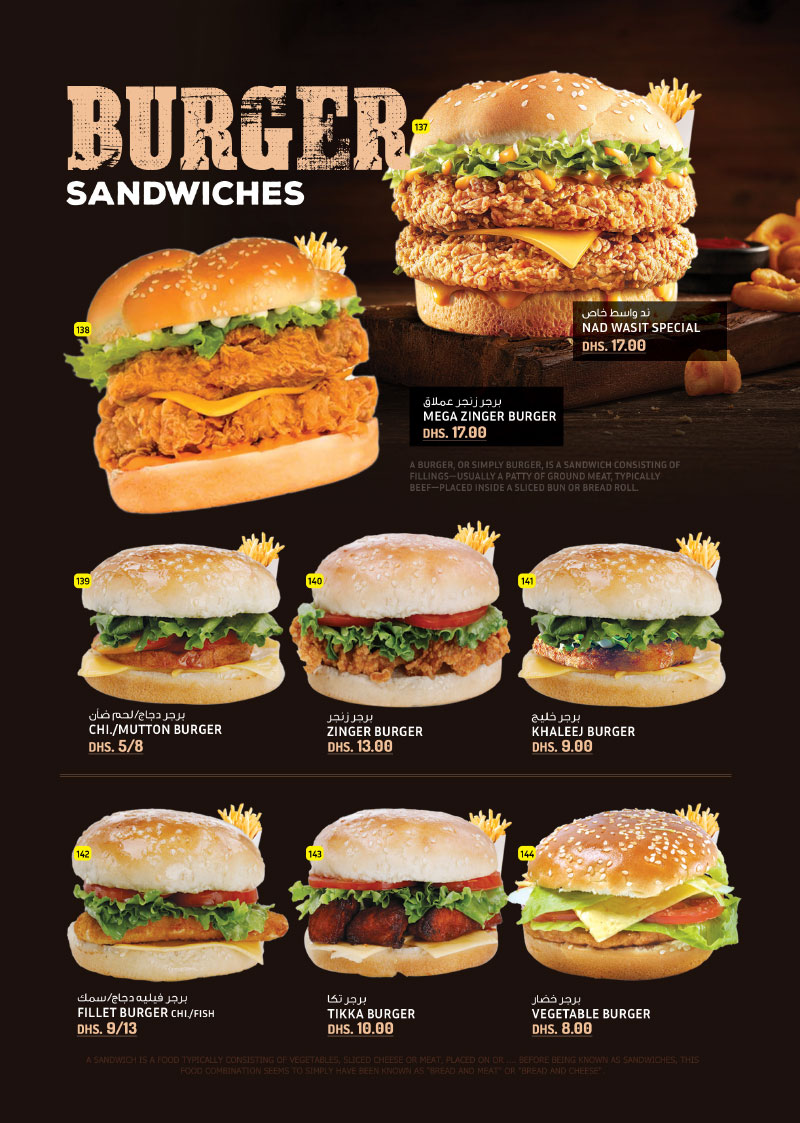 BURGER
SANDWICHES
137
ند واسط خاص
NAD WASIT SPECIAL
DHS. 17.00
138
برجر زنجر عملاق
MEGA ZINGER BURGER
DHS. 17.00
A BURGER, OR SIMPLY BURGER, IS A SANDWICH CONSISTING OF
FILLINGS—USUALLY A PATTY OF GROUND MEAT, TYPICALLY
BEEF—PLACED INSIDE A SLICED BUN OR BREAD ROLL.
139
برجر دجاج/لحم ضأن
CHI./MUTTON BURGER
DHS. 5/8
140
برجر زنجر
ZINGER BURGER
DHS. 13.00
141
برجر خليج
KHALEEJ BURGER
DHS. 9.00
142
برجر فيليه دجاج/سمك
FILLET BURGER CHI./FISH
DHS. 9/13
143
برجر تكا
TIKKA BURGER
DHS. 10.00
144
برجر خضار
VEGETABLE BURGER
DHS. 8.00
A SANDWICH IS A FOOD TYPICALLY CONSISTING OF VEGETABLES, SLICED CHEESE OR MEAT, PLACED ON OR .... BEFORE BEING KNOWN AS SANDWICHES, THIS
FOOD COMBINATION SEEMS TO SIMPLY HAVE BEEN KNOWN AS "BREAD AND MEAT" OR "BREAD AND CHEESE".